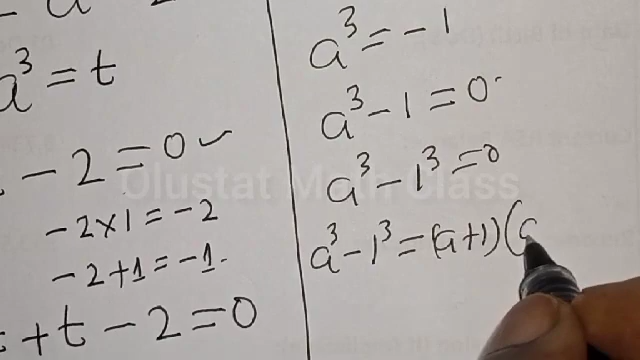 a³ = t
- 2 = 0 ✓
-2×1 = -2
-2+1 = -1.
+ t - 2 = 0
a³ = -1
a³ - 1 = 0
a³ - 1³ = 0
a³ - 1³ = (a+1)(a
Olustat Math Class